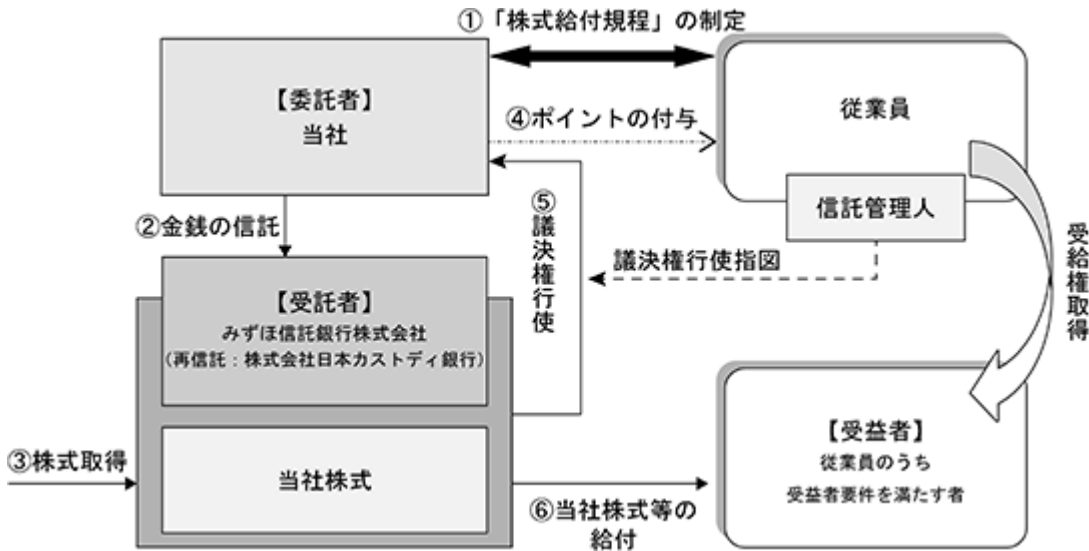 ①「株式給付規程」の制定
【委託者】
当社
④ポイントの付与
従業員
信託管理人
②金銭の信託
⑤議決権行使
議決権行使指図
受給権取得
【受託者】
みずほ信託銀行株式会社
(再信託：株式会社日本カストディ銀行)
③株式取得
当社株式
⑥当社株式等の
給付
【受益者】
従業員のうち
受益者要件を満たす者